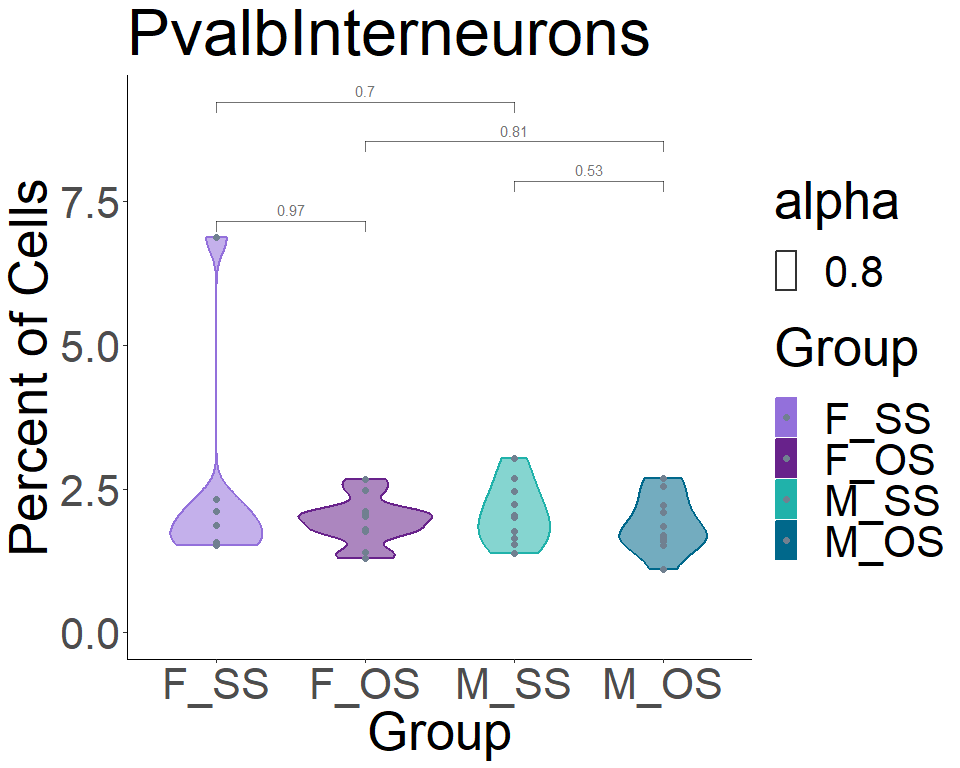 PvalbInterneurons
0.7
0.81
0.53
0.97
Percent of Cells
7.5
5.0
2.5
0.0
F_SS
F_OS
M_SS
M_OS
Group
alpha
0.8
Group
F_SS
F_OS
M_SS
M_OS